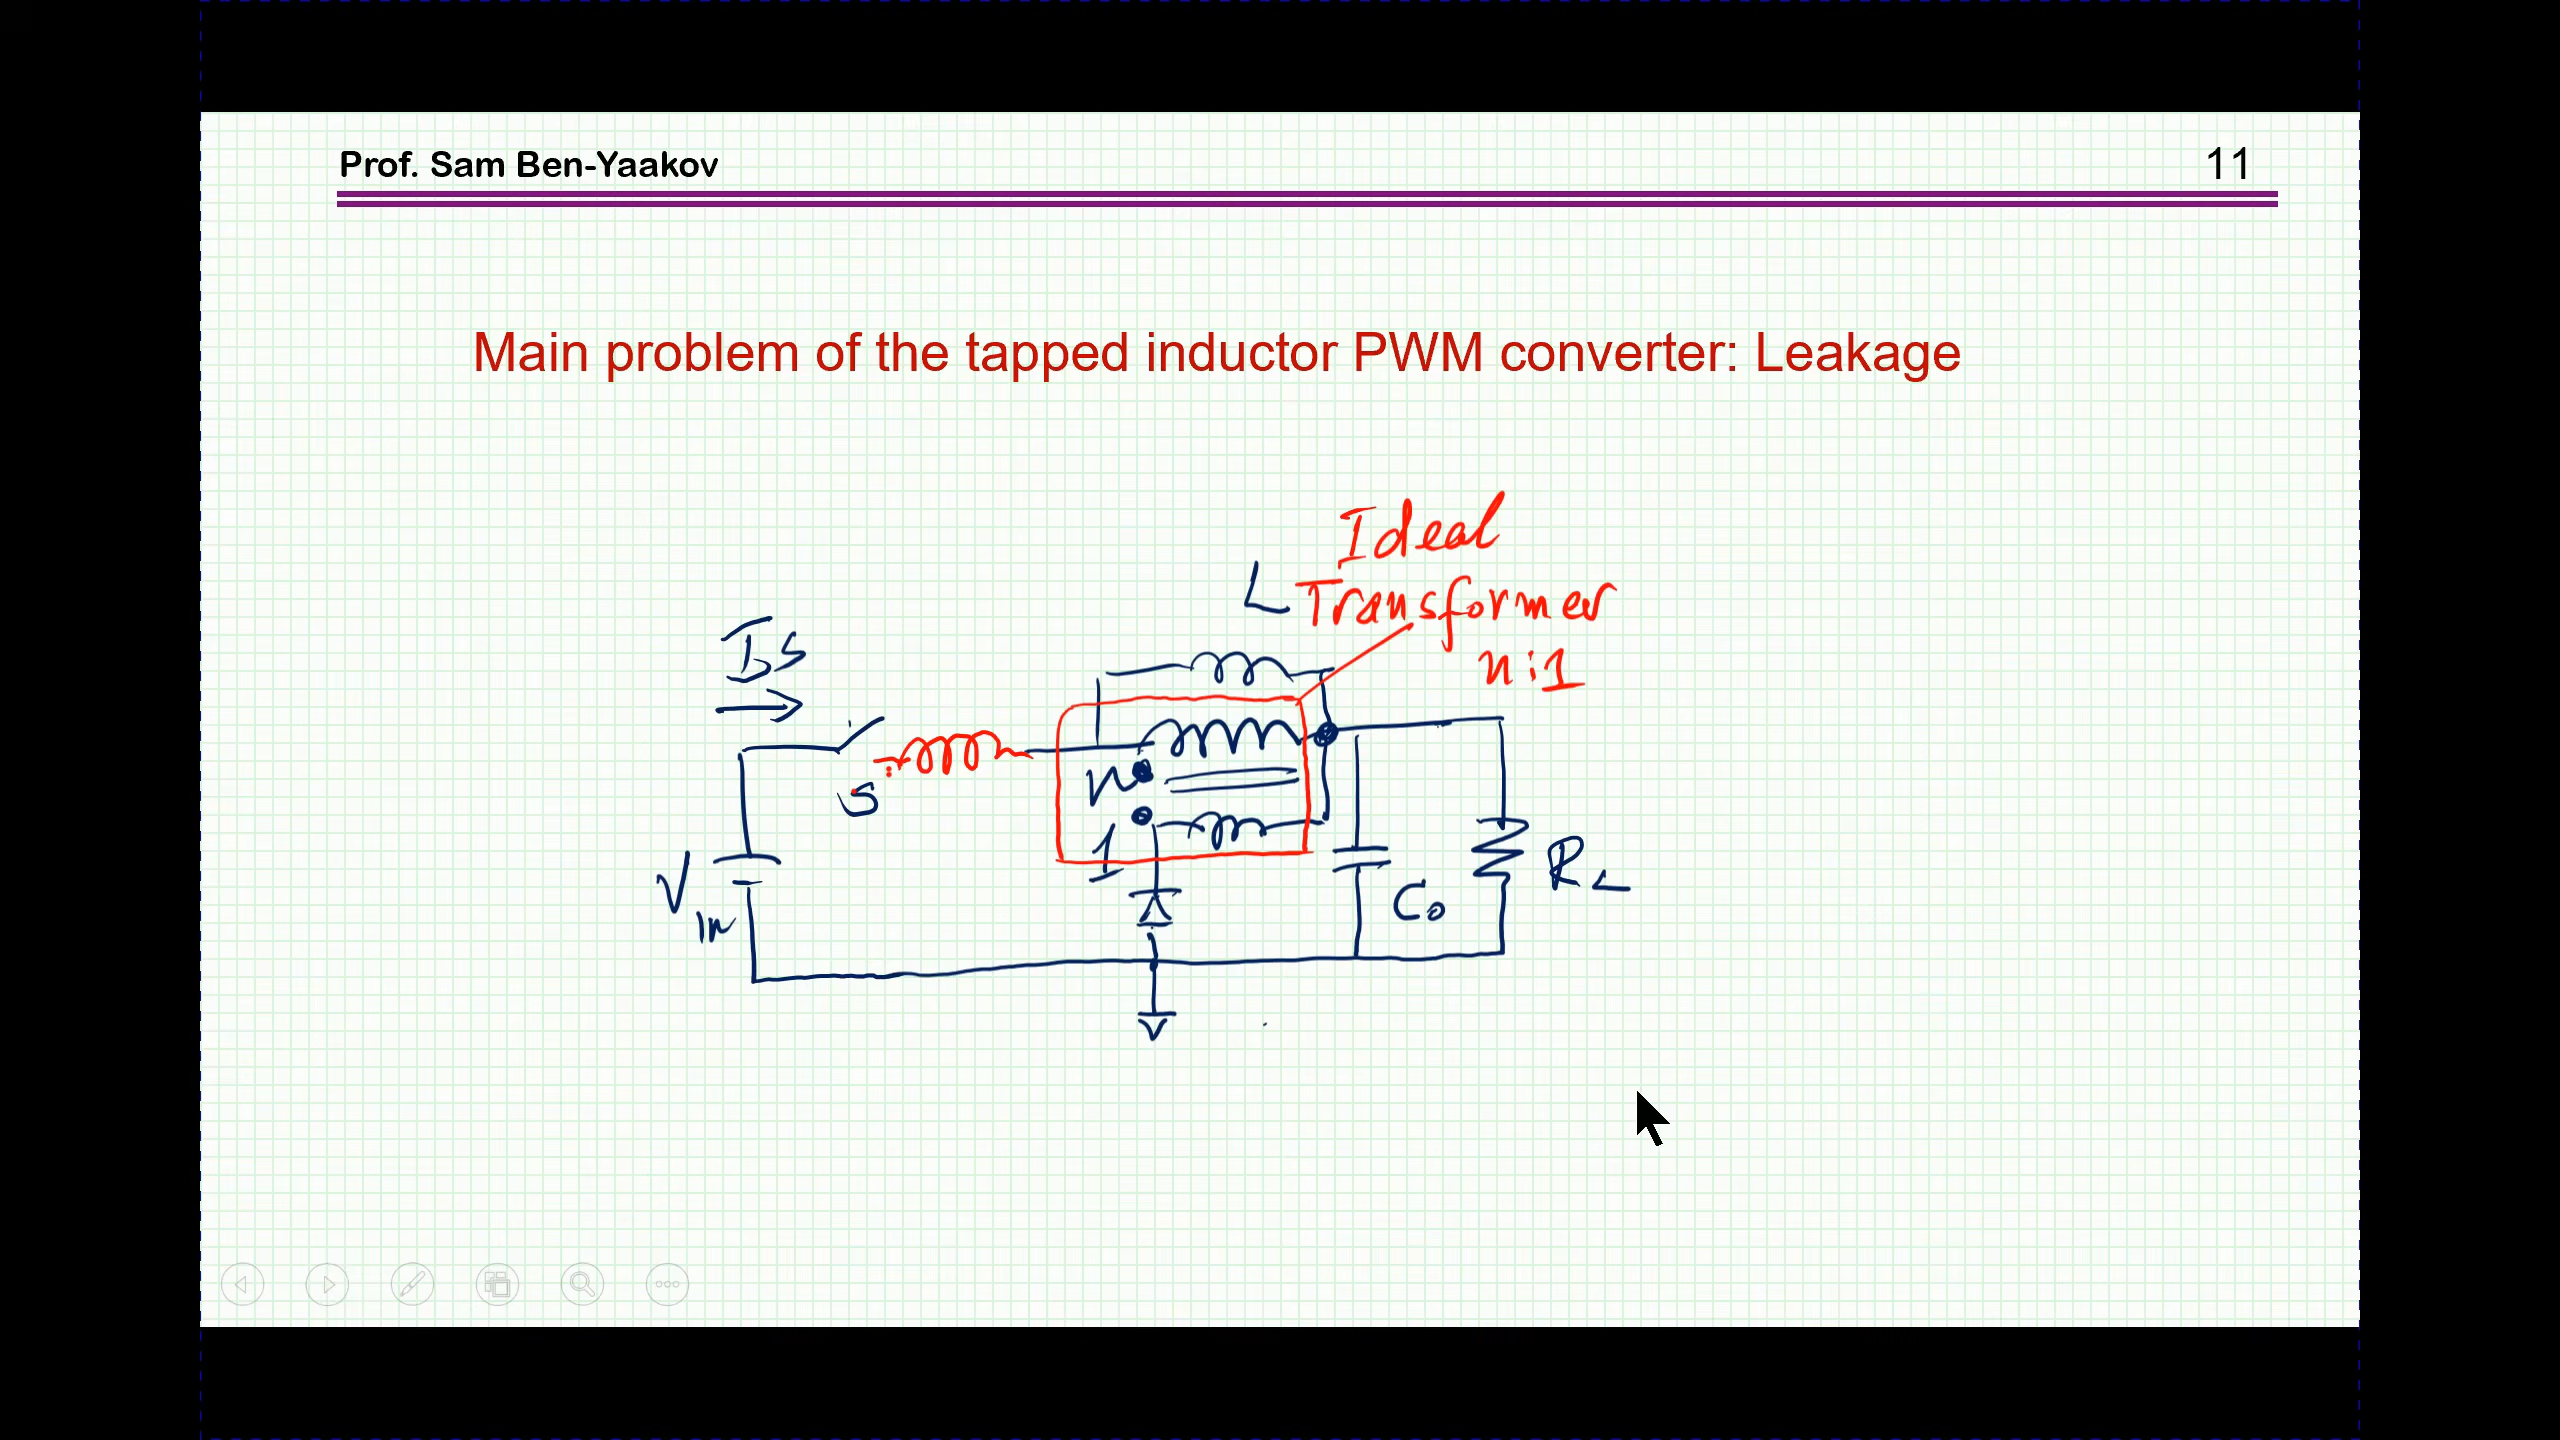 Prof. Sam Ben-Yaakov
11
Main problem of the tapped inductor PWM converter: Leakage
Ideal
L Transformer
n:1
Is
S
n
1
Vin
Co
RL